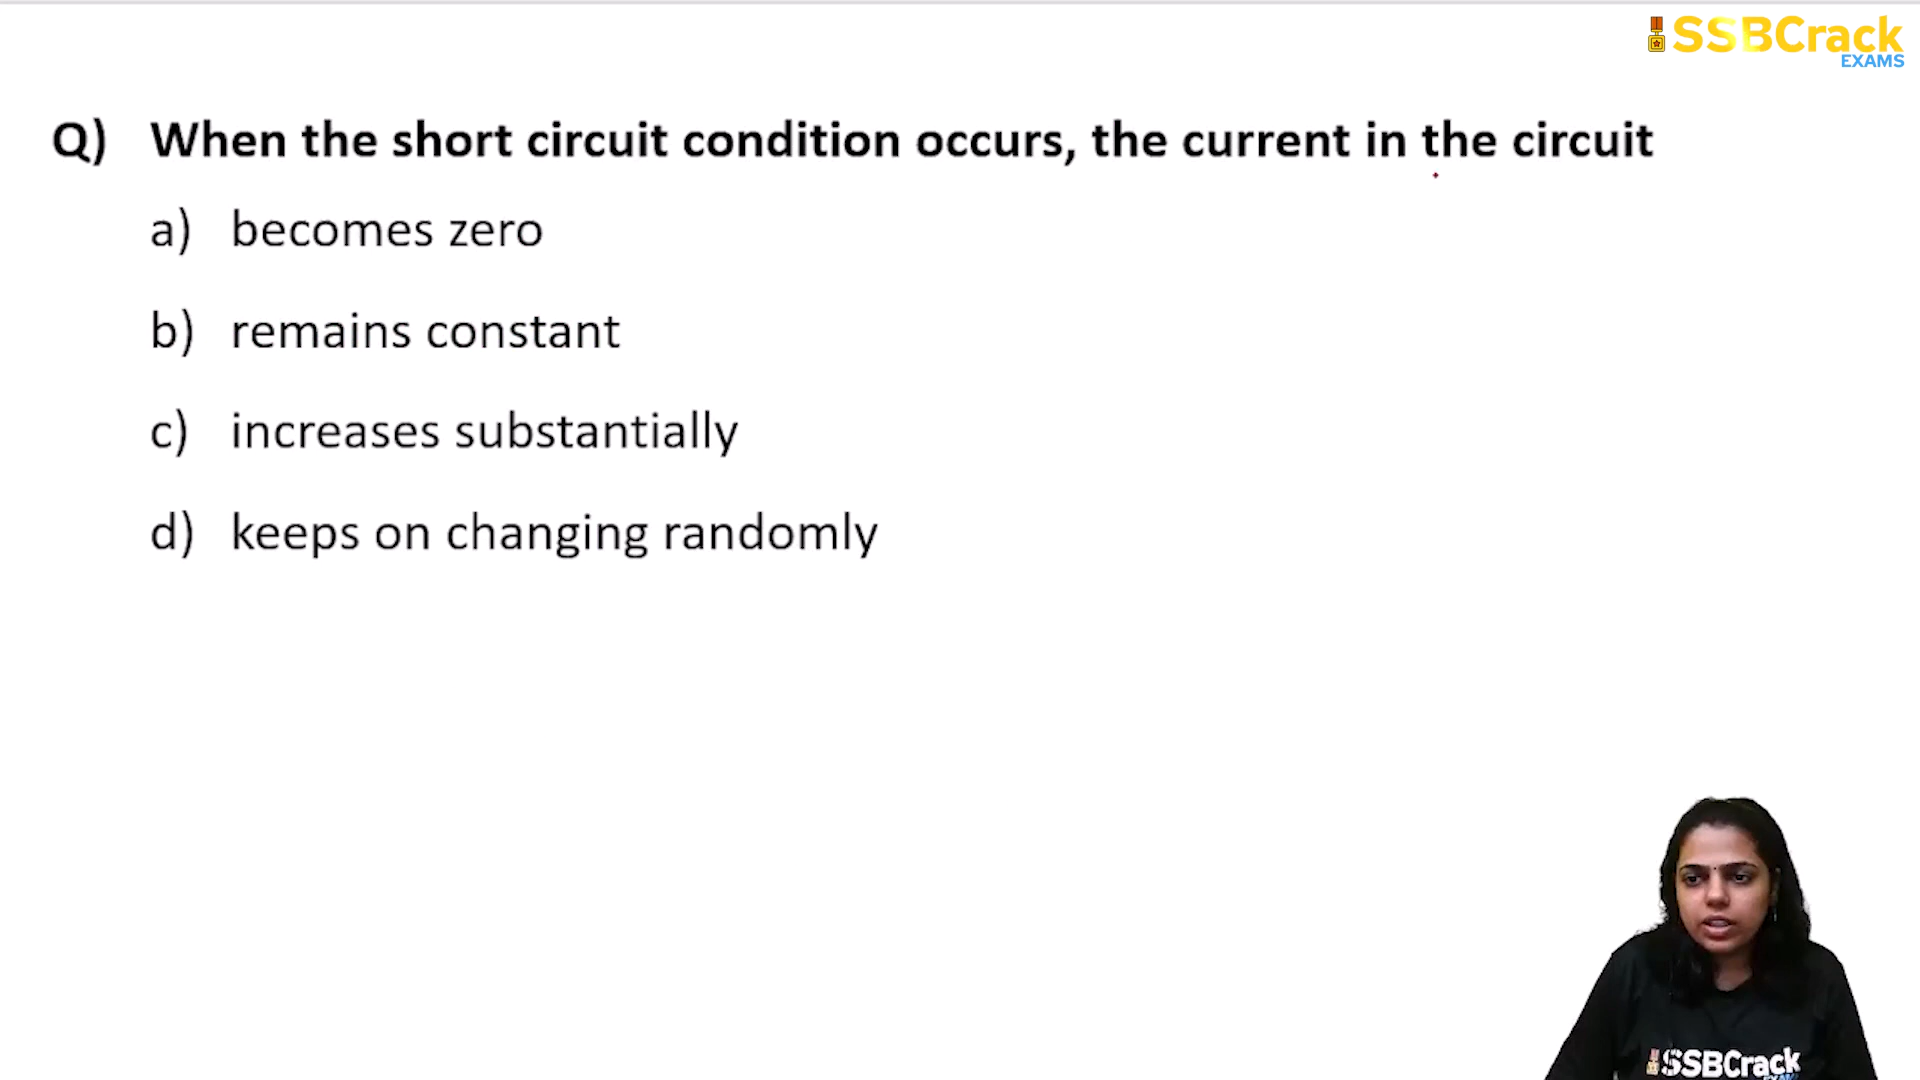 SSBCrack
EXAMS
Q) When the short circuit condition occurs, the current in the circuit
a) becomes zero
b) remains constant
c) increases substantially
d) keeps on changing randomly
SSBCrack